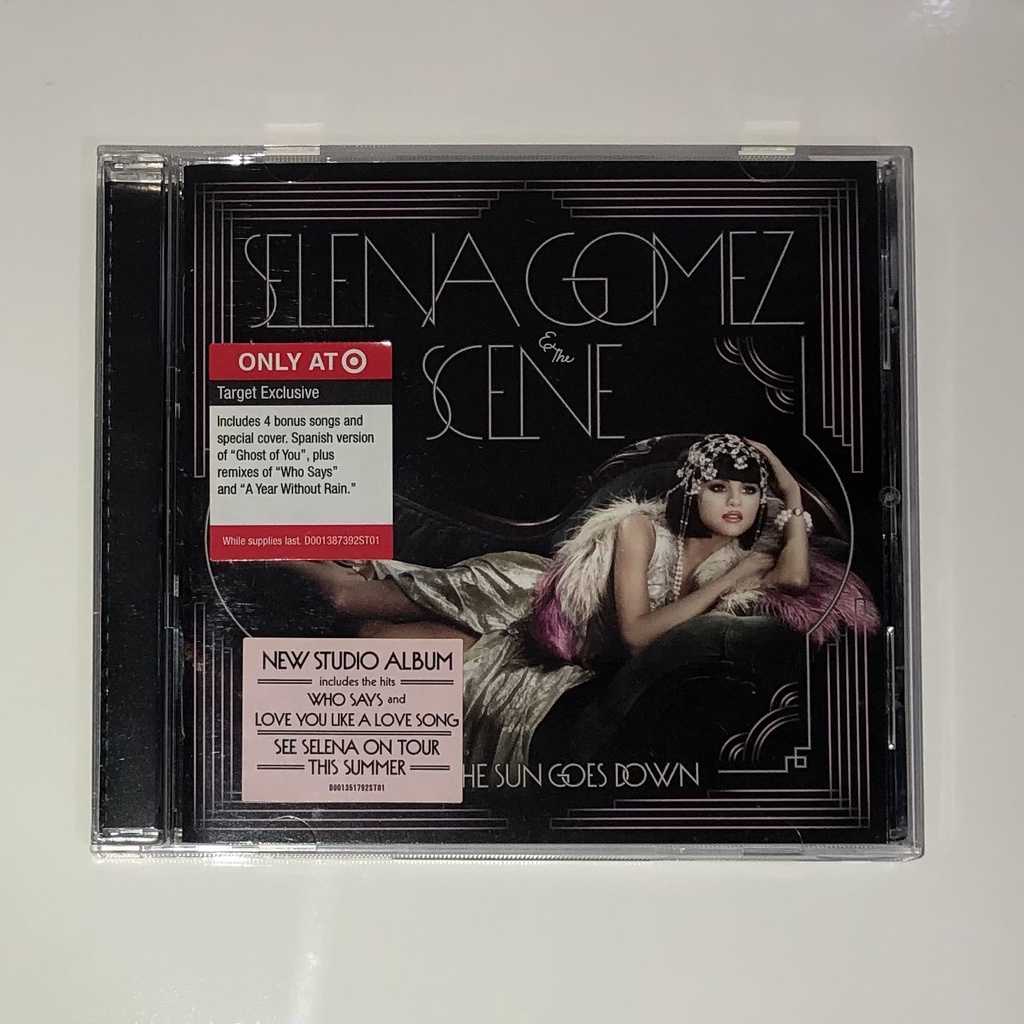 SELENA GOMEZ
& The
SCENE
ONLY AT
Target Exclusive
Includes 4 bonus songs and
special cover. Spanish version
of "Ghost of You", plus
remixes of "Who Says"
and "A Year Without Rain."
While supplies last. D001387392ST01
NEW STUDIO ALBUM
includes the hits
WHO SAYS and
LOVE YOU LIKE A LOVE SONG
SEE SELENA ON TOUR
THIS SUMMER
D001351792ST01
HE SUN GOES DOWN